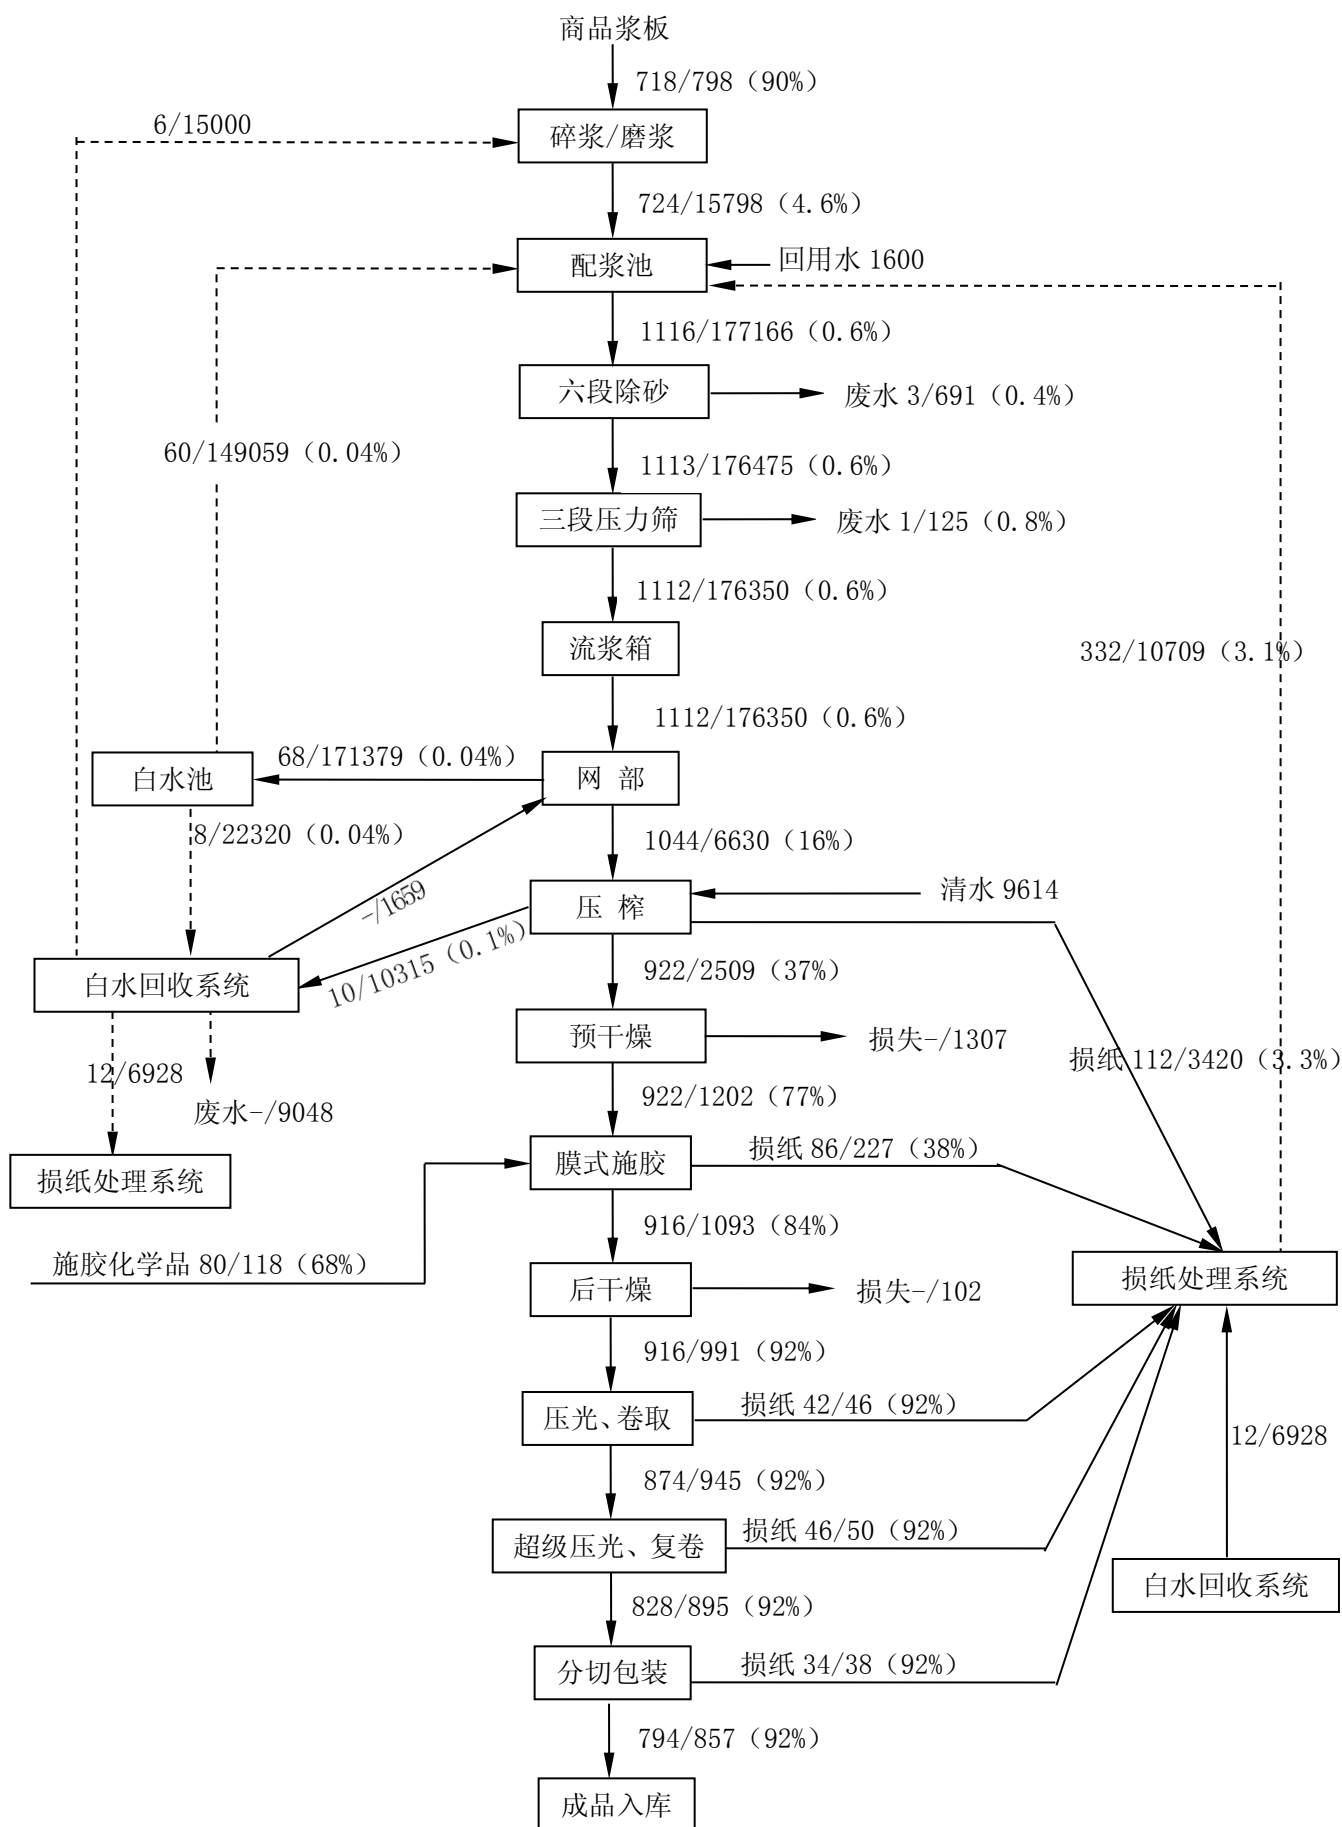 商品浆板
718/798（90%）
6/15000
碎浆/磨浆
724/15798（4.6%）
配浆池
回用水 1600
1116/177166（0.6%）
六段除砂
废水 3/691（0.4%）
60/149059（0.04%）
1113/176475（0.6%）
三段压力筛
废水 1/125（0.8%）
1112/176350（0.6%）
流浆箱
332/10709（3.1%）
1112/176350（0.6%）
68/171379（0.04%）
白水池
网 部
8/22320（0.04%）
1044/6630（16%）
-/1659
压 榨
清水 9614
10/10315（0.1%）
922/2509（37%）
白水回收系统
预干燥
损失-/1307
损纸 112/3420（3.3%）
12/6928
废水-/9048
922/1202（77%）
膜式施胶
损纸 86/227（38%）
损纸处理系统
916/1093（84%）
施胶化学品 80/118（68%）
后干燥
损失-/102
损纸处理系统
916/991（92%）
压光、卷取
损纸 42/46（92%）
12/6928
874/945（92%）
超级压光、复卷
损纸 46/50（92%）
白水回收系统
828/895（92%）
分切包装
损纸 34/38（92%）
794/857（92%）
成品入库